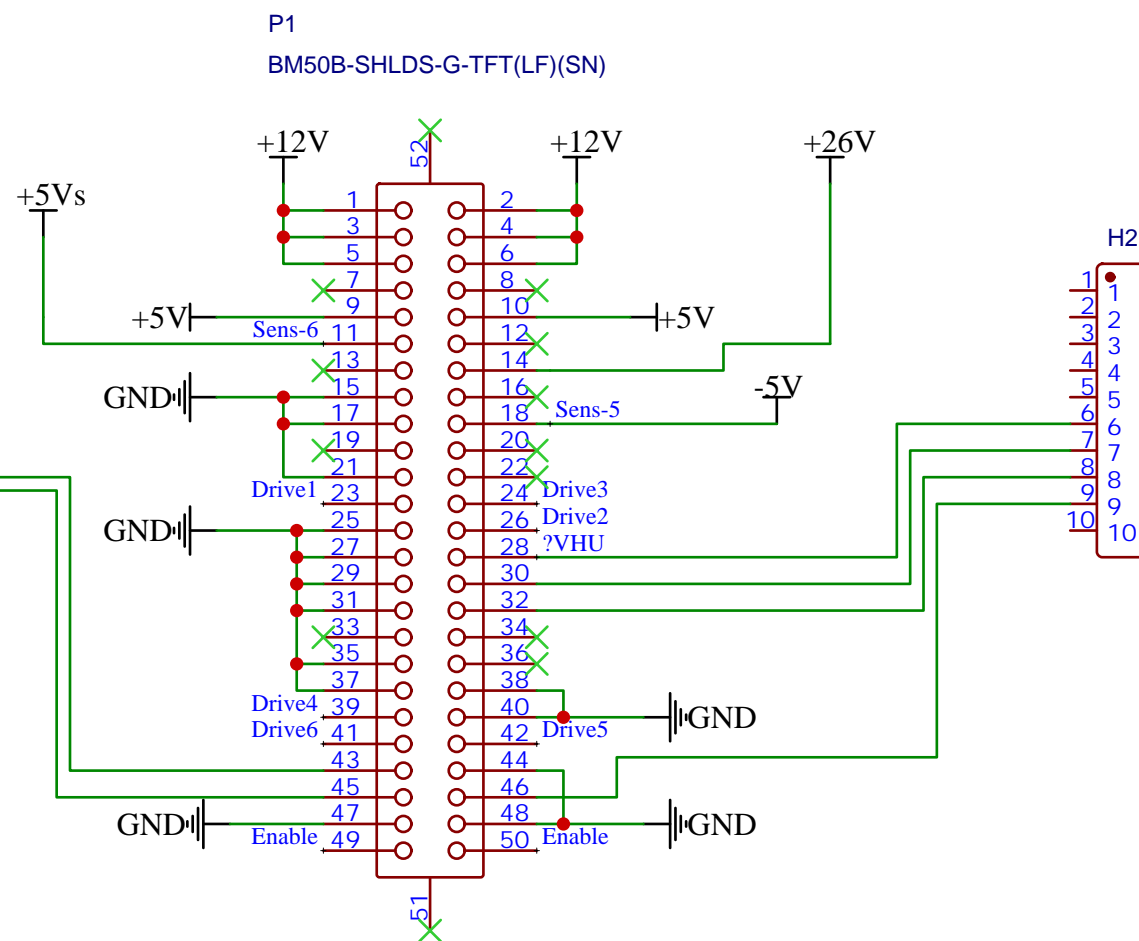 P1
BM50B-SHLDS-G-TFT(LF)(SN)
+12V +12V +26V
52
+5Vs
1 2
3 4
H2
5 6
7 8 1 1
9 10 2 2
+5V +5V
Sens-6 11 12 3 3
13 14 4 4
-5V
GND 15 16 5 5
17 18 Sens-5 6 6
19 20 7 7
21 22 8 8
Drive1 23 24 Drive3 9 9
GND 25 26 Drive2 10 10
27 28 ?VHU
29 30
31 32
33 34
35 36
37 38
Drive4 39 40 GND
Drive6 41 42 Drive5
43 44
45 46
GND 47 48 GND
Enable 49 50 Enable
51